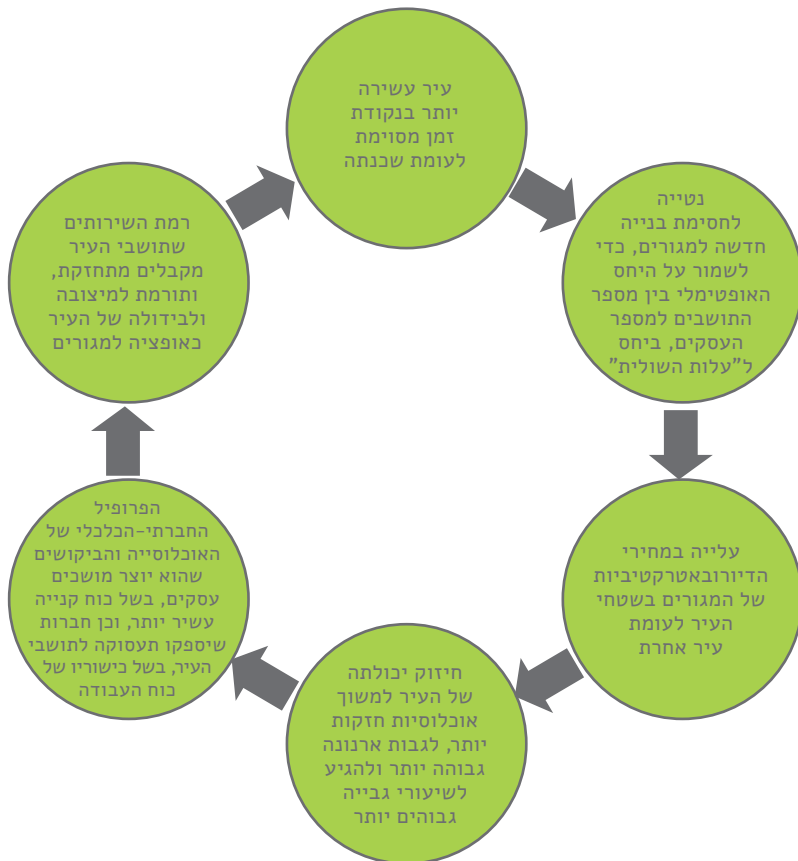 עיר עשירה
יותר בנקודת
זמן מסוימת
לעומת שכנתה
נטייה
לחסימת בנייה
חדשה למגורים, כדי
לשמור על היחס
האופטימלי בין מספר
התושבים למספר
העסקים, ביחס
ל"עלות השולית"
עלייה במחירי
הדיורובאטרקטיביות
של המגורים בשטחי
העיר לעומת
עיר אחרת
חיזוק יכולתה
של העיר למשוך
אוכלוסיות חזקות
יותר, לגבות ארנונה
גבוהה יותר ולהגיע
לשיעורי גבייה
גבוהים יותר
הפרופיל
החברתי-הכלכלי של
האוכלוסייה והביקושים
שהוא יוצר מושכים
עסקים, בשל כוח קנייה
עשיר יותר, וכן חברות
שיספקו תעסוקה לתושבי
העיר, בשל כישוריו של
כוח העבודה
רמת השירותים
שתושבי העיר
מקבלים מתחזקת,
ותורמת למיצובה
ולבידולה של העיר
כאופציה למגורים